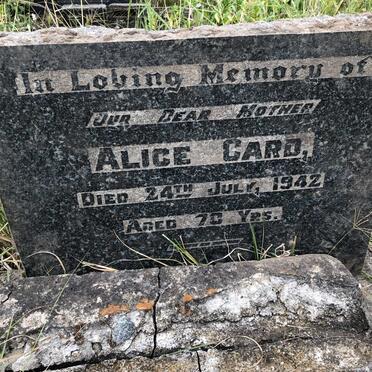 In Loving Memory of
Our Dear Mother
Alice Card,
Died 24th July, 1942
Aged 70 Yrs.